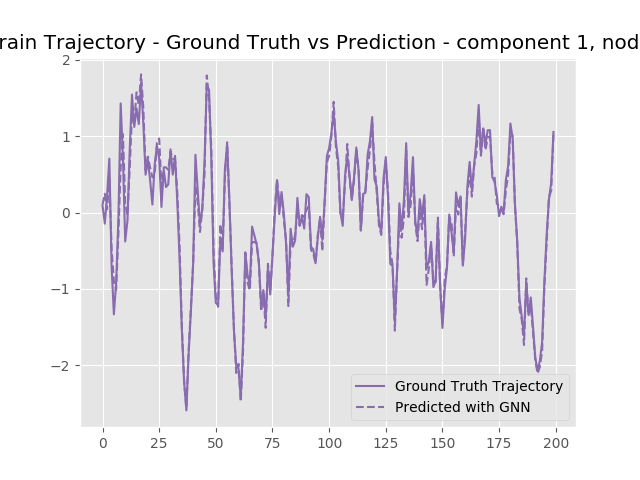 rain Trajectory - Ground Truth vs Prediction - component 1, nod
2
1
0
−1
−2
0 25 50 75 100 125 150 175 200
Ground Truth Trajectory
Predicted with GNN